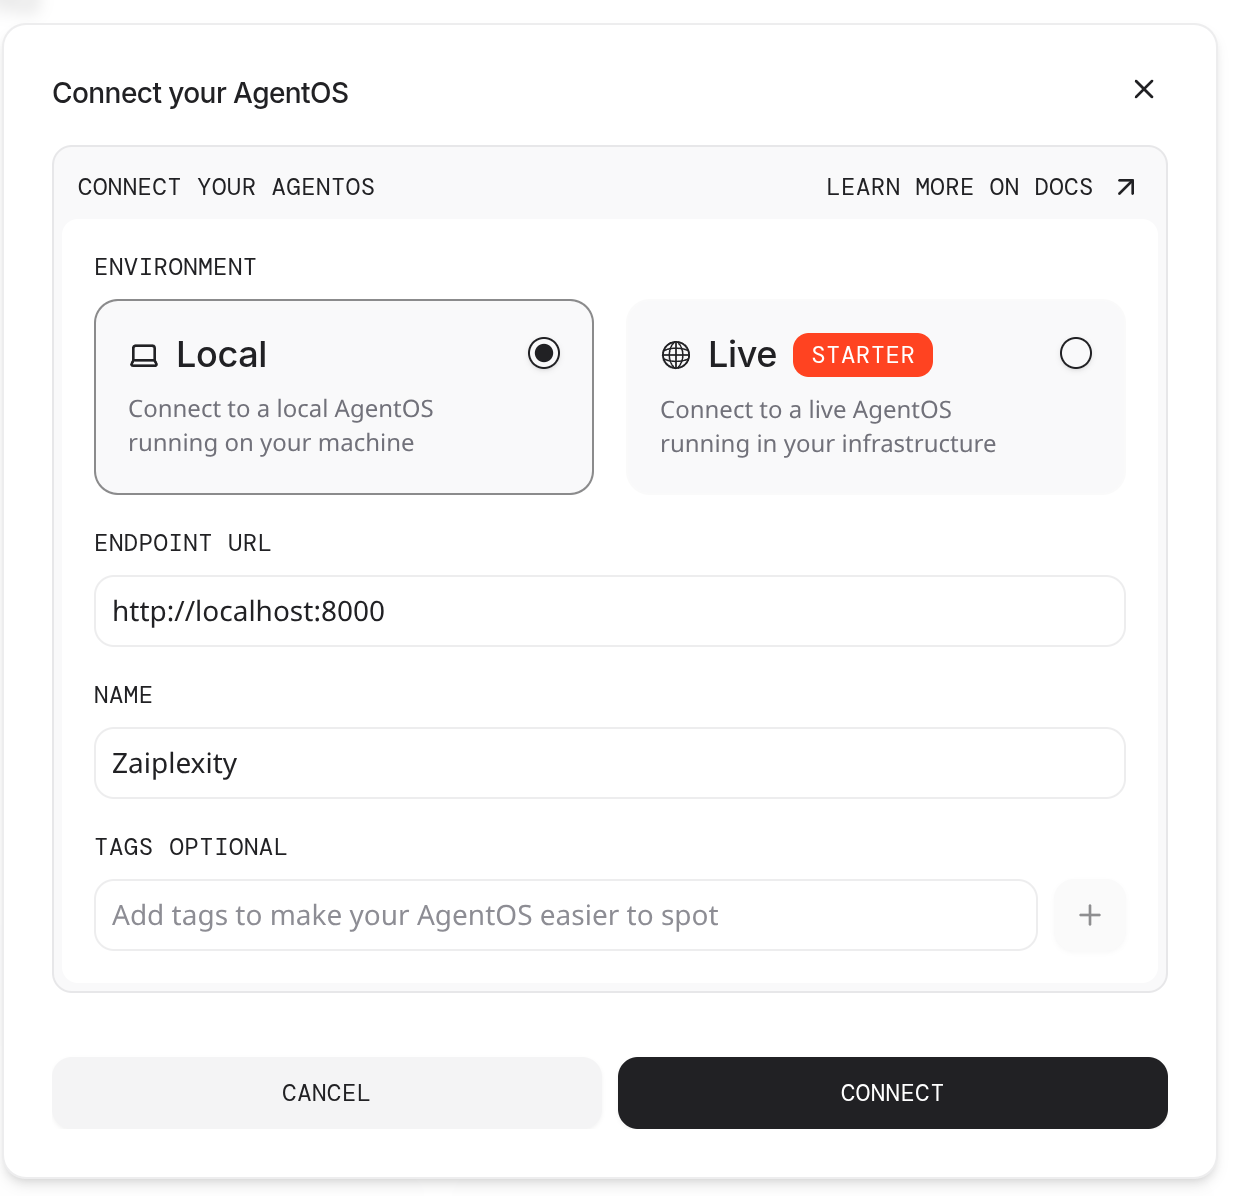 Connect your AgentOS
CONNECT YOUR AGENTOS
LEARN MORE ON DOCS
ENVIRONMENT
Local
Connect to a local AgentOS
running on your machine
Live STARTER
Connect to a live AgentOS
running in your infrastructure
ENDPOINT URL
http://localhost:8000
NAME
Zaiplexity
TAGS OPTIONAL
Add tags to make your AgentOS easier to spot
CANCEL
CONNECT